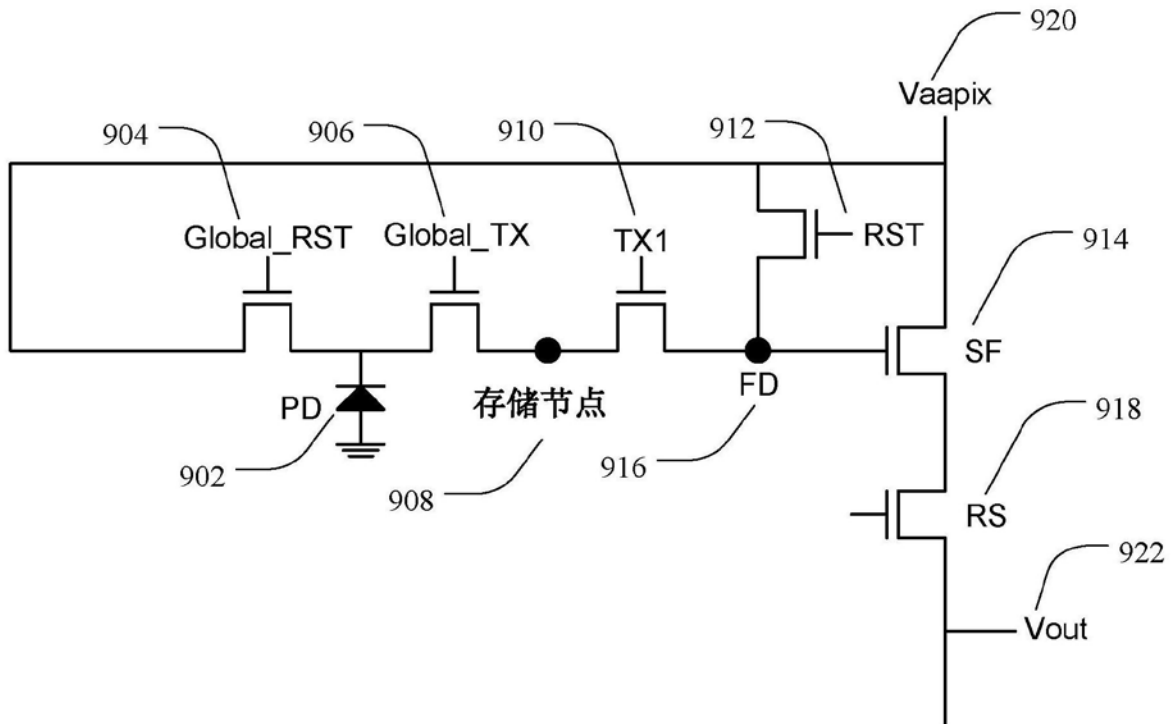 920
Vaapix
904
906
910
912
Global_RST
Global_TX
TX1
RST
914
SF
PD
存储节点
FD
902
908
916
918
RS
922
Vout